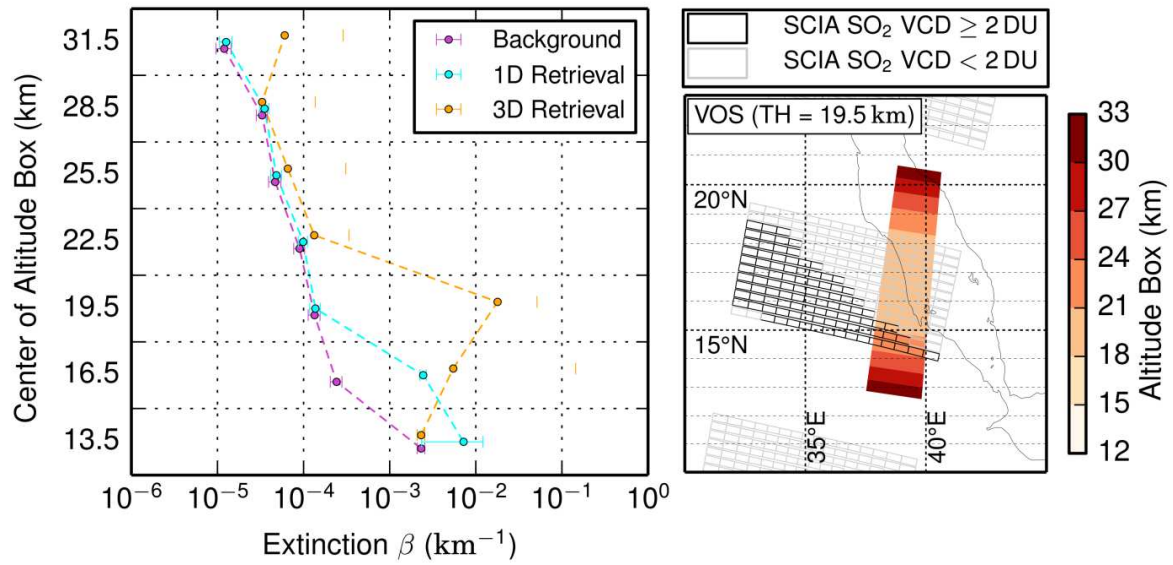 31.5
28.5
25.5
22.5
19.5
16.5
13.5
Center of Altitude Box (km)
10⁻⁶ 10⁻⁵ 10⁻⁴ 10⁻³ 10⁻² 10⁻¹ 10⁰
Extinction β (km⁻¹)
Background
1D Retrieval
3D Retrieval
SCIA SO₂ VCD ≥ 2 DU
SCIA SO₂ VCD < 2 DU
VOS (TH = 19.5 km)
20°N
15°N
35°E
40°E
33
30
27
24
21
18
15
12
Altitude Box (km)